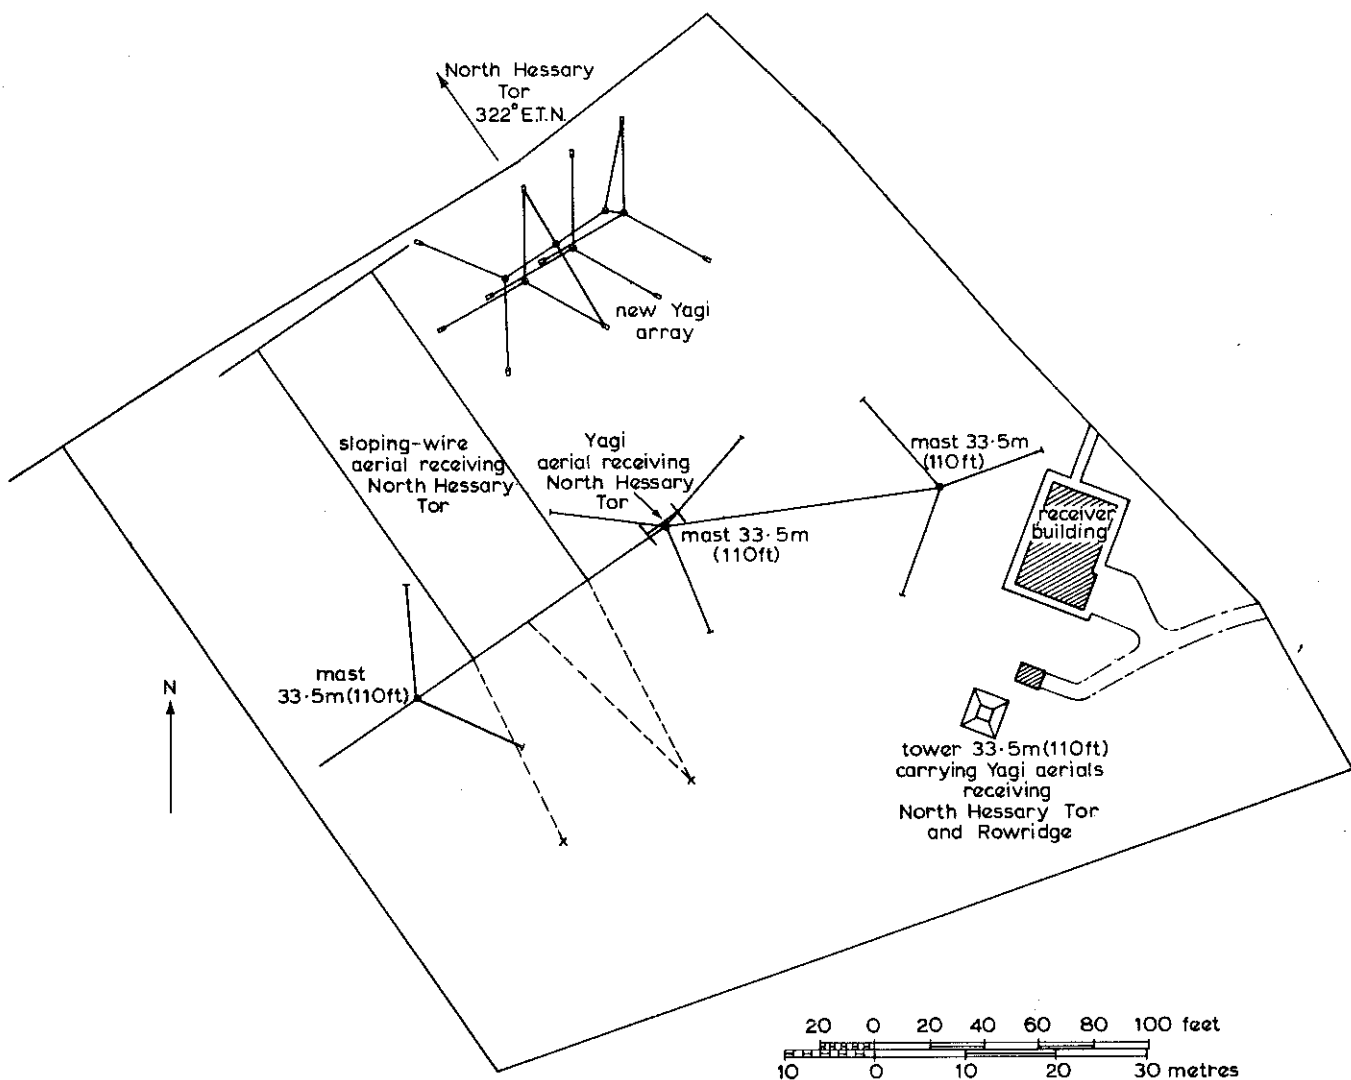 North Hessary
Tor
322° E.T.N.
new Yagi
array
sloping-wire
aerial receiving
North Hessary
Tor
Yagi
aerial receiving
North Hessary
Tor
mast 33·5m
(110ft)
receiver
building
mast 33·5m
(110ft)
mast
33·5m(110ft)
N
tower 33·5m(110ft)
carrying Yagi aerials
receiving
North Hessary Tor
and Rowridge
20 0 20 40 60 80 100 feet
10 0 10 20 30 metres